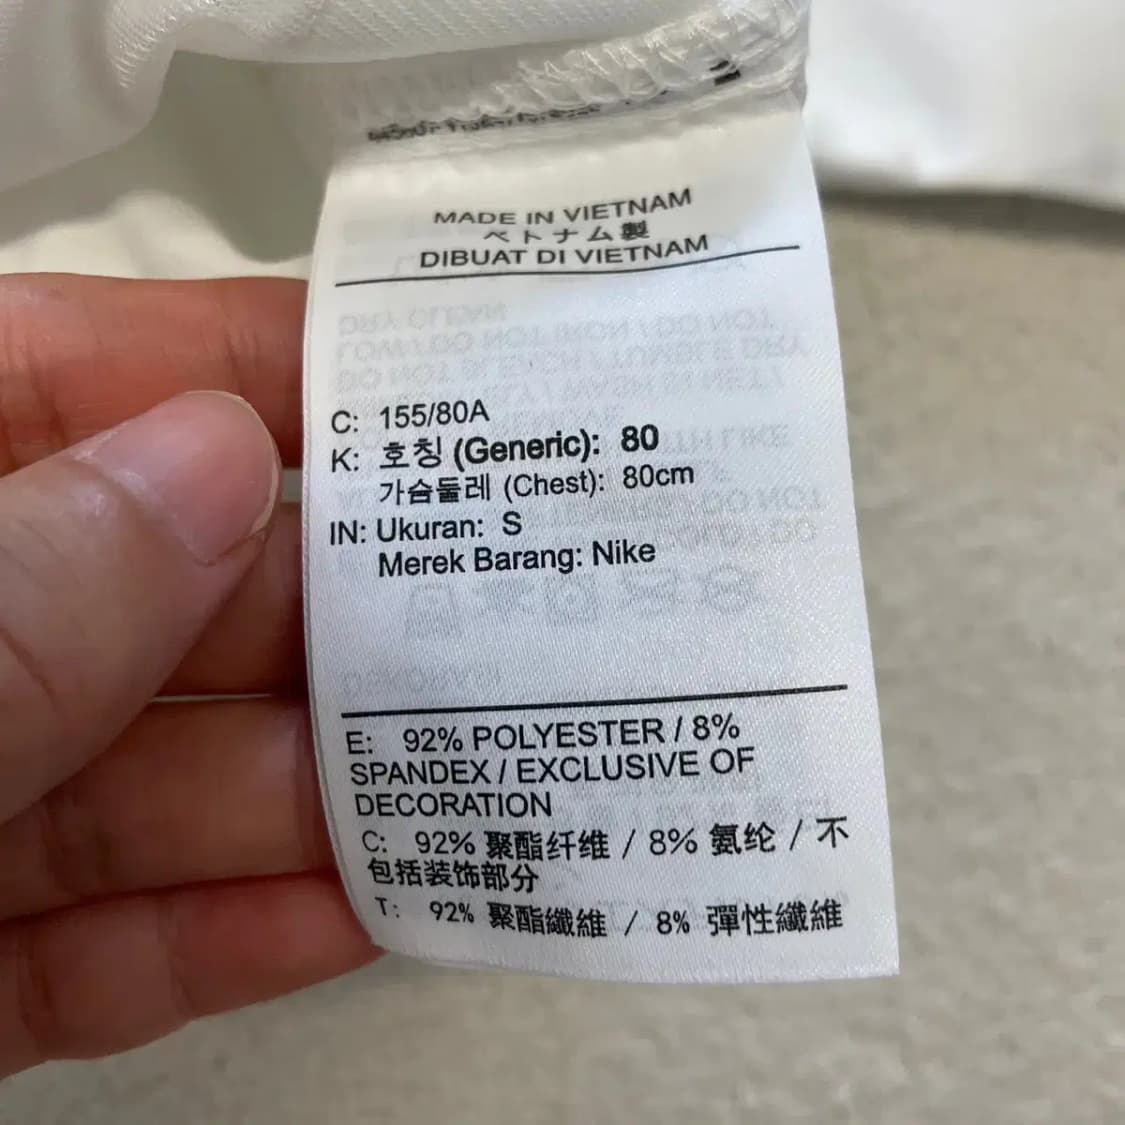 MADE IN VIETNAM
ベトナム製
DIBUAT DI VIETNAM
C: 155/80A
K: 호칭 (Generic): 80
가슴둘레 (Chest): 80cm
IN: Ukuran: S
Merek Barang: Nike
E: 92% POLYESTER / 8%
SPANDEX / EXCLUSIVE OF
DECORATION
C: 92% 聚酯纤维 / 8% 氨纶 / 不
包括装饰部分
T: 92% 聚酯纖維 / 8% 彈性纖維